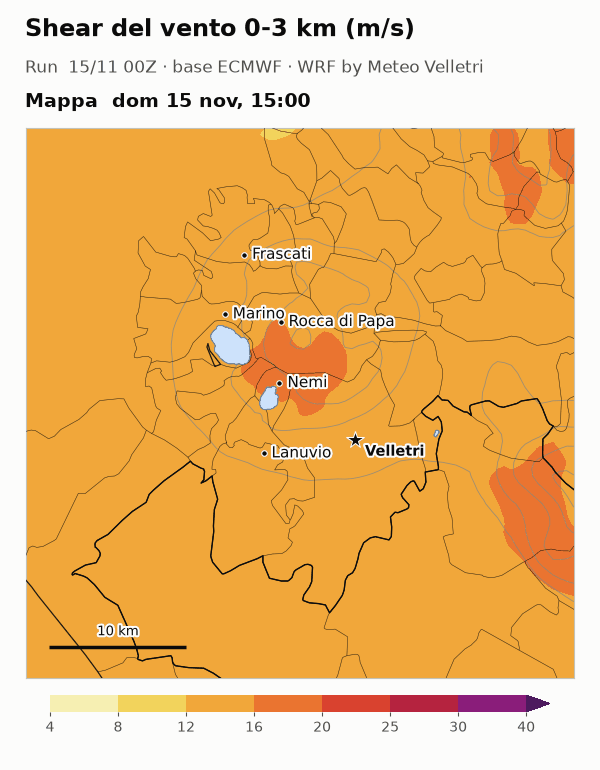 Shear del vento 0-3 km (m/s)
Run  15/11 00Z · base ECMWF · WRF by Meteo Velletri
Mappa  dom 15 nov, 15:00
Frascati
Marino
Rocca di Papa
Nemi
Velletri
Lanuvio
10 km
4 8 12 16 20 25 30 40